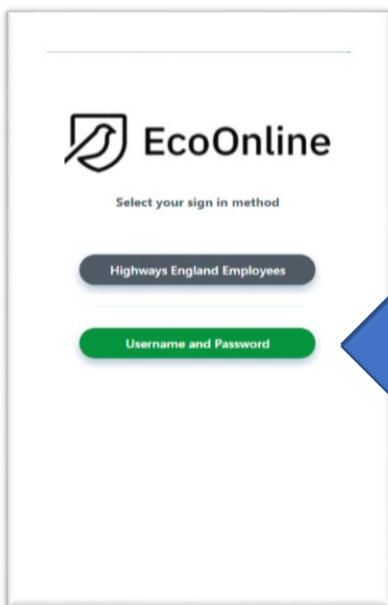 EcoOnline
Select your sign in method
Highways England Employees
Username and Password